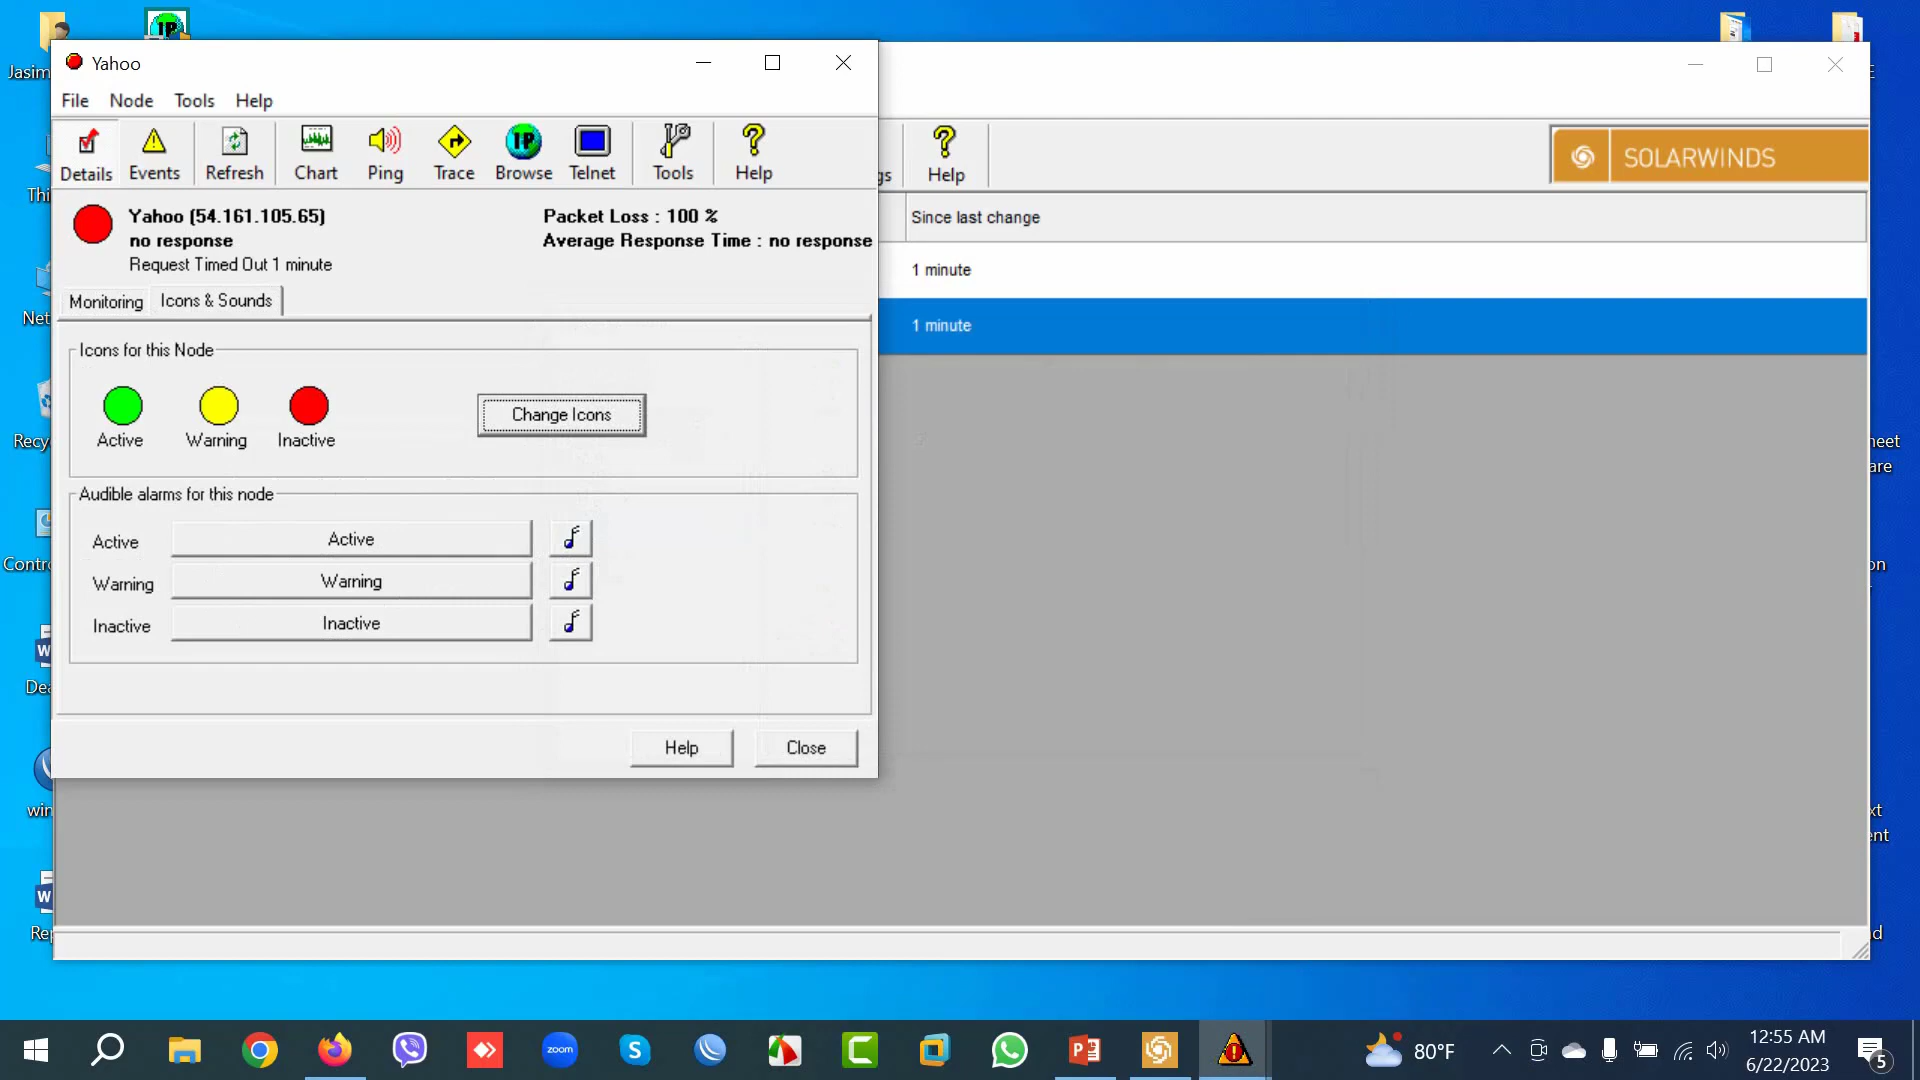 Jasim
Yahoo
File Node Tools Help
Details Events Refresh Chart Ping Trace Browse Telnet Tools Help
gs Help
SOLARWINDS
Yahoo (54.161.105.65)
no response
Request Timed Out 1 minute
Packet Loss : 100 %
Average Response Time : no response
Since last change
1 minute
1 minute
Monitoring Icons & Sounds
Icons for this Node
Active Warning Inactive
Change Icons
Audible alarms for this node
Active Active
Warning Warning
Inactive Inactive
Help Close
Thi
Net
Recy
Contro
Dea
win
Rep
E
heet
are
on
xt
ent
d
zoom
80°F
12:55 AM
6/22/2023
5